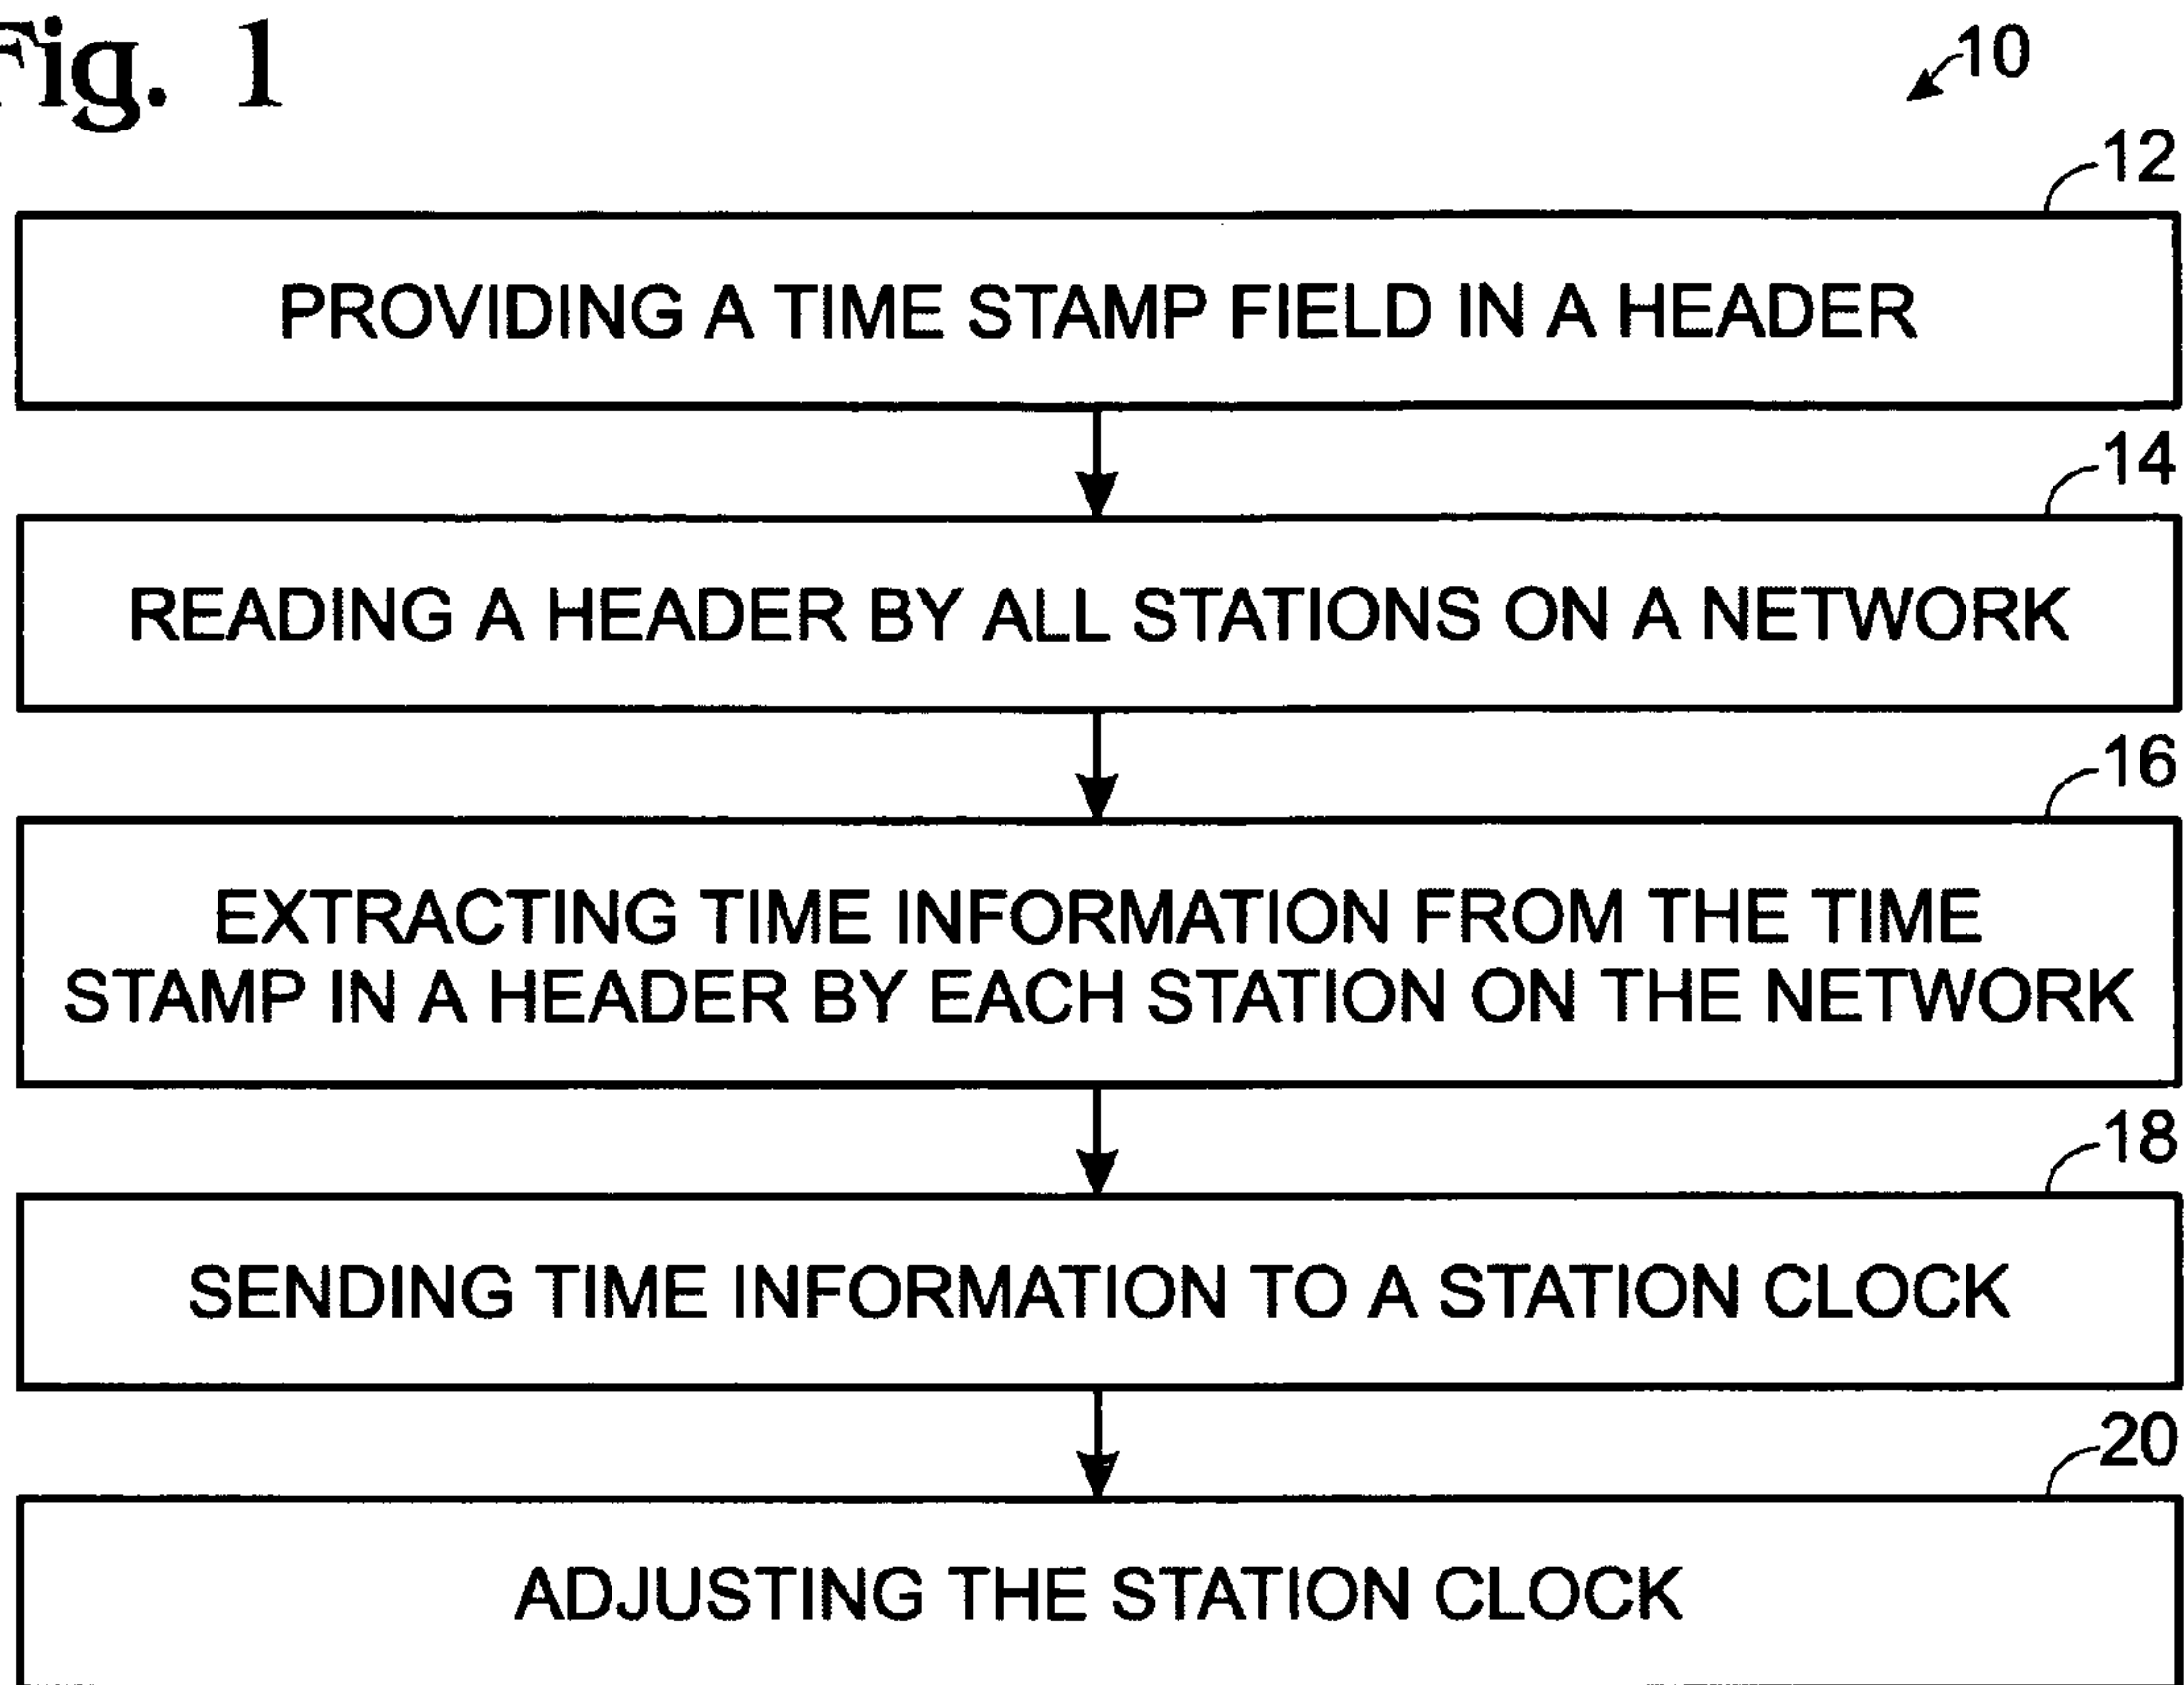 Fig. 1
10
12
PROVIDING A TIME STAMP FIELD IN A HEADER
14
READING A HEADER BY ALL STATIONS ON A NETWORK
16
EXTRACTING TIME INFORMATION FROM THE TIME
STAMP IN A HEADER BY EACH STATION ON THE NETWORK
18
SENDING TIME INFORMATION TO A STATION CLOCK
20
ADJUSTING THE STATION CLOCK